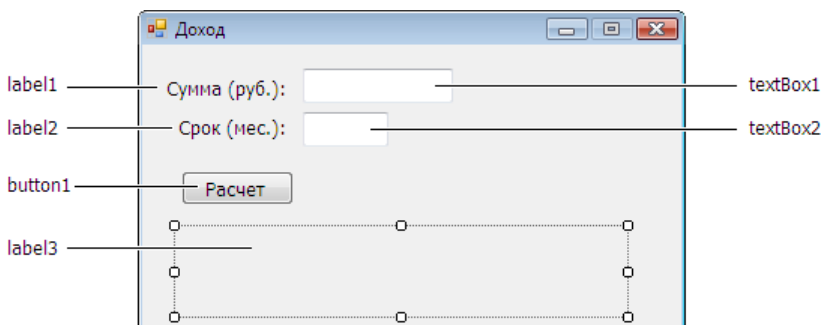 Доход
label1 Сумма (руб.): textBox1
label2 Срок (мес.): textBox2
button1 Расчет
label3